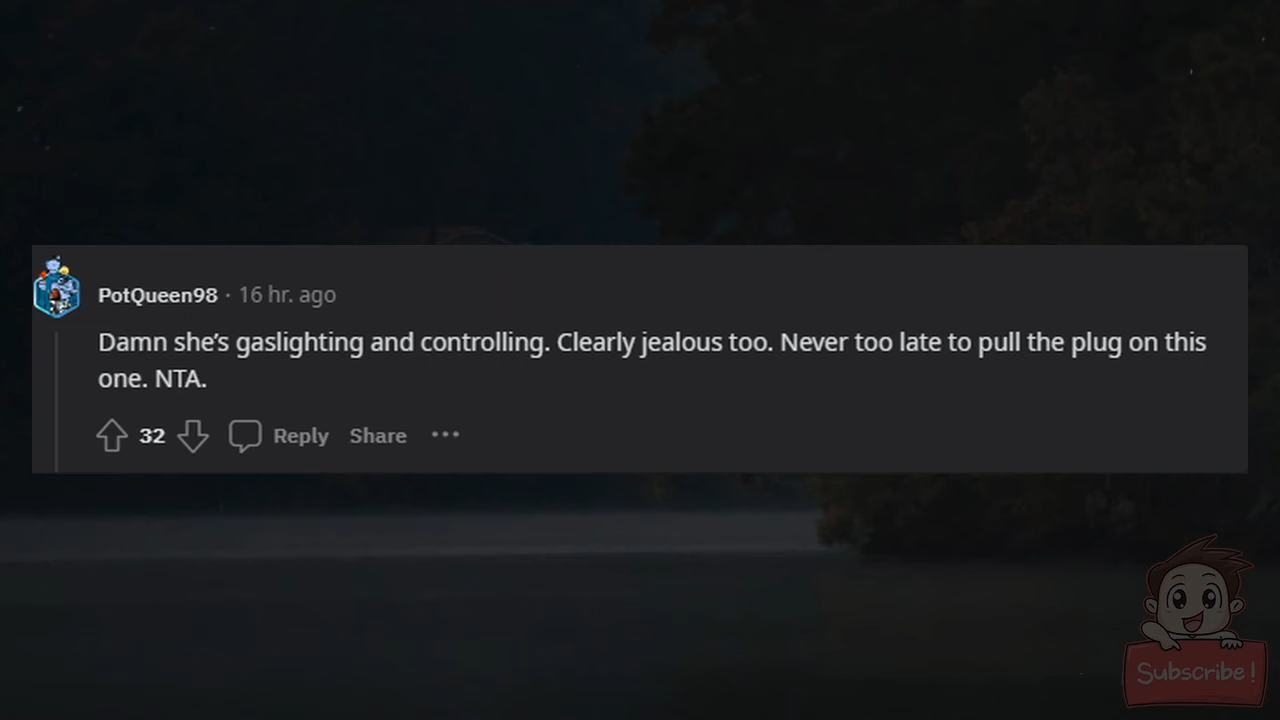 PotQueen98 · 16 hr. ago
Damn she’s gaslighting and controlling. Clearly jealous too. Never too late to pull the plug on this
one. NTA.
32 Reply Share ···
Subscribe!